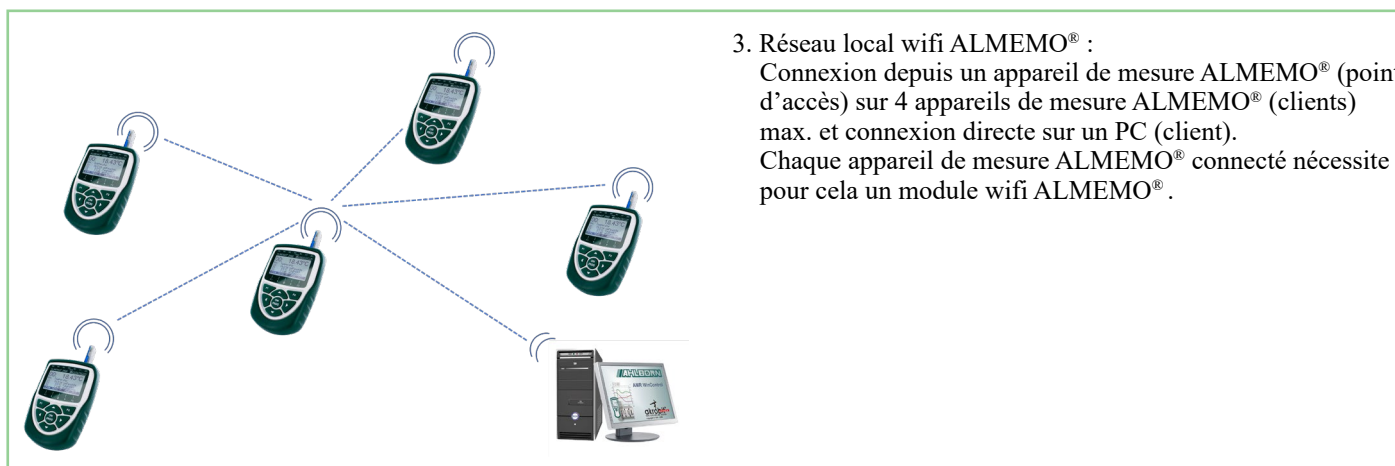 3. Réseau local wifi ALMEMO® :
Connexion depuis un appareil de mesure ALMEMO® (point
d’accès) sur 4 appareils de mesure ALMEMO® (clients)
max. et connexion directe sur un PC (client).
Chaque appareil de mesure ALMEMO® connecté nécessite
pour cela un module wifi ALMEMO® .
AHLBORN